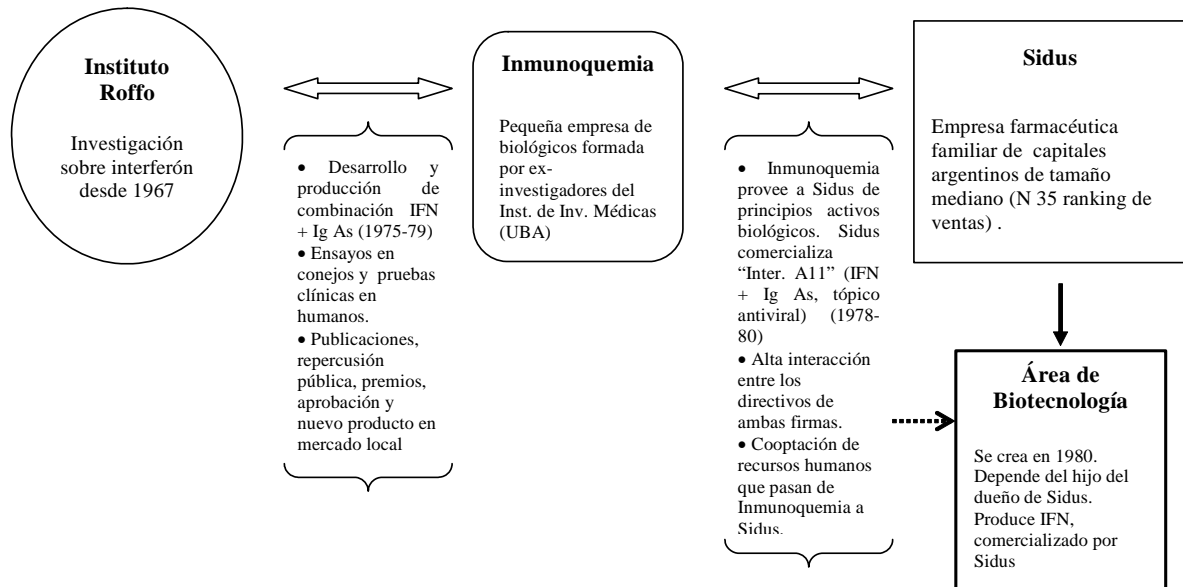 Instituto
Roffo
Investigación
sobre interferón
desde 1967
• Desarrollo y
producción de
combinación IFN
+ Ig As (1975-79)
• Ensayos en
conejos y pruebas
clínicas en
humanos.
• Publicaciones,
repercusión
pública, premios,
aprobación y
nuevo producto en
mercado local
Inmunoquemia
Pequeña empresa de
biológicos formada
por ex-
investigadores del
Inst. de Inv. Médicas
(UBA)
• Inmunoquemia
provee a Sidus de
principios activos
biológicos. Sidus
comercializa
“Inter. A11” (IFN
+ Ig As, tópico
antiviral) (1978-
80)
• Alta interacción
entre los
directivos de
ambas firmas.
• Cooptación de
recursos humanos
que pasan de
Inmunoquemia a
Sidus.
Sidus
Empresa farmacéutica
familiar de capitales
argentinos de tamaño
mediano (N 35 ranking de
ventas) .
Área de
Biotecnología
Se crea en 1980.
Depende del hijo del
dueño de Sidus.
Produce IFN,
comercializado por
Sidus